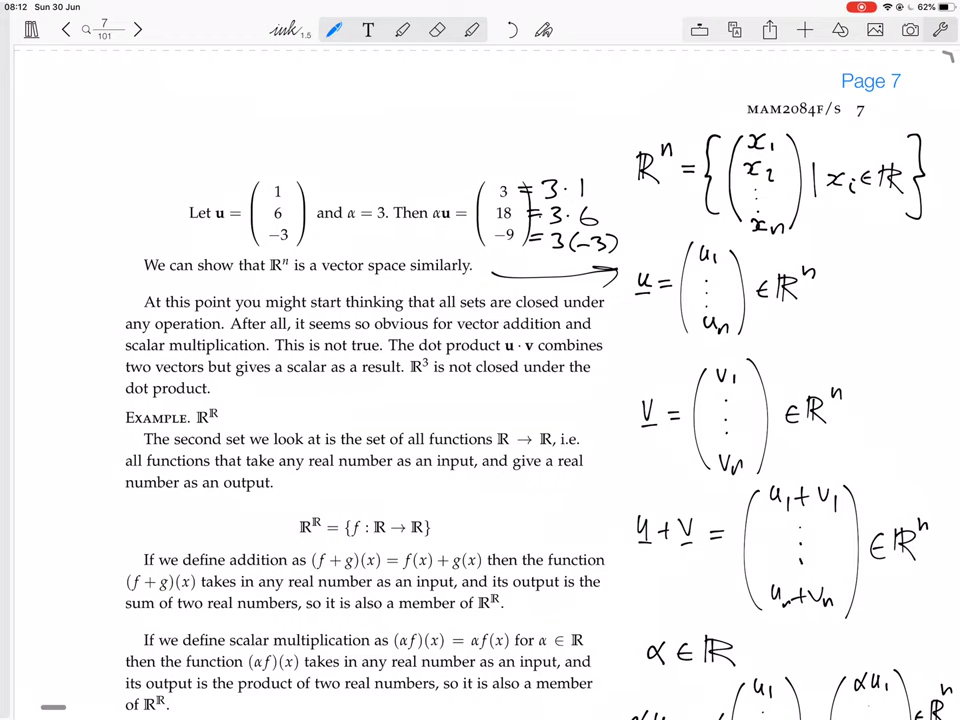 08:12 Sun 30 Jun
62%
7
101
ink 1.5
T
Page 7
MAM2084F/S 7
Let u = ( 1 6 −3 ) and α = 3. Then αu = ( 3 18 −9 )
= 3·1
= 3·6
= 3(−3)
We can show that ℝⁿ is a vector space similarly.
At this point you might start thinking that all sets are closed under
any operation. After all, it seems so obvious for vector addition and
scalar multiplication. This is not true. The dot product u · v combines
two vectors but gives a scalar as a result. ℝ³ is not closed under the
dot product.
Example. ℝ^ℝ
The second set we look at is the set of all functions ℝ → ℝ, i.e.
all functions that take any real number as an input, and give a real
number as an output.
ℝ^ℝ = {f : ℝ → ℝ}
If we define addition as (f + g)(x) = f(x) + g(x) then the function
(f + g)(x) takes in any real number as an input, and its output is the
sum of two real numbers, so it is also a member of ℝ^ℝ.
If we define scalar multiplication as (αf)(x) = αf(x) for α ∈ ℝ
then the function (αf)(x) takes in any real number as an input, and
its output is the product of two real numbers, so it is also a member
of ℝ^ℝ.
ℝⁿ = { ( x₁ x₂ ⋮ xₙ ) | xᵢ ∈ ℝ }
u = ( u₁ ⋮ uₙ ) ∈ ℝⁿ
v = ( v₁ ⋮ vₙ ) ∈ ℝⁿ
u + v = ( u₁ + v₁ ⋮ uₙ + vₙ ) ∈ ℝⁿ
α ∈ ℝ
( u₁ ( αu₁ ∈ ℝⁿ